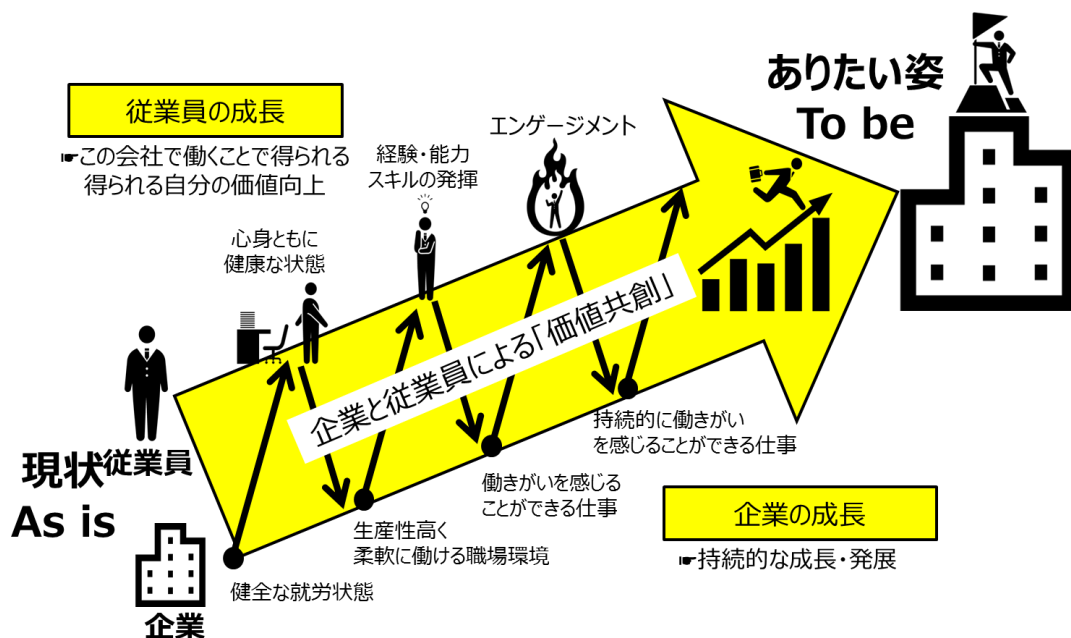 ありたい姿
To be
従業員の成長
☛この会社で働くことで得られる
得られる自分の価値向上
エンゲージメント
経験・能力
スキルの発揮
心身ともに
健康な状態
企業と従業員による「価値共創」
現状
As is
従業員
企業
健全な就労状態
生産性高く
柔軟に働ける職場環境
働きがいを感じる
ことができる仕事
持続的に働きがい
を感じることができる仕事
企業の成長
☛持続的な成長・発展